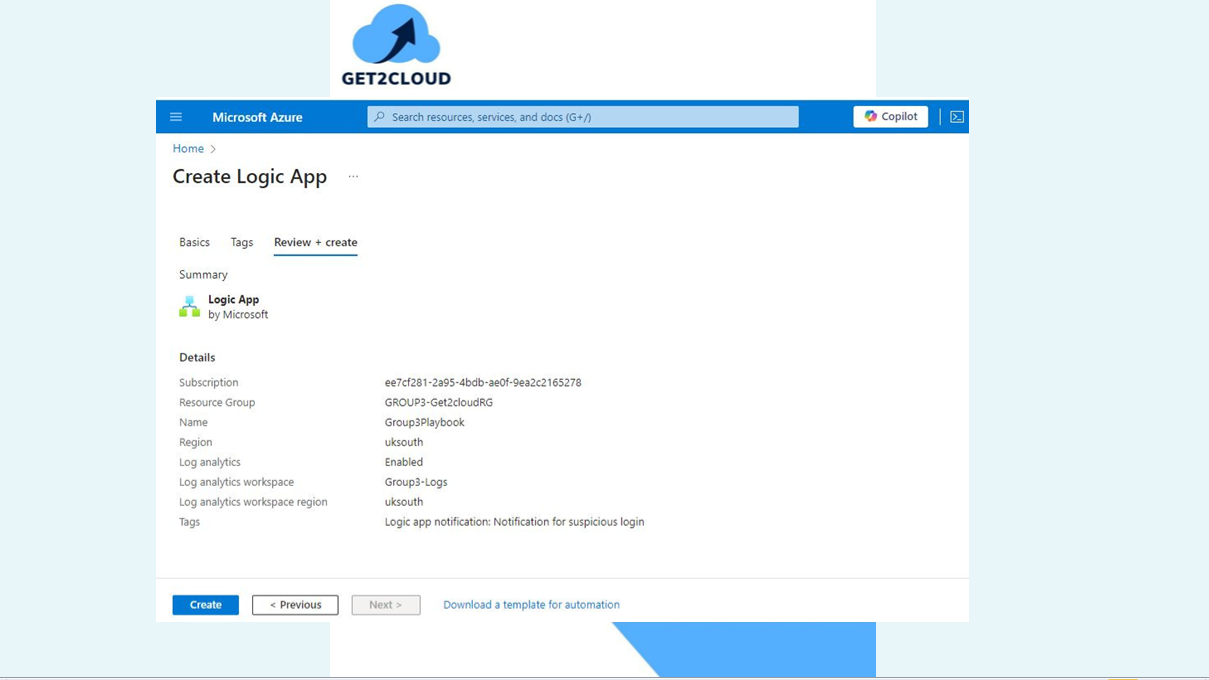 GET2CLOUD
Microsoft Azure
Search resources, services, and docs (G+/)
Copilot
Home >
Create Logic App ...
Basics Tags Review + create
Summary
Logic App
by Microsoft
Details
Subscription ee7cf281-2a95-4bdb-ae0f-9ea2c2165278
Resource Group GROUP3-Get2cloudRG
Name Group3Playbook
Region uksouth
Log analytics Enabled
Log analytics workspace Group3-Logs
Log analytics workspace region uksouth
Tags Logic app notification: Notification for suspicious login
Create < Previous Next > Download a template for automation